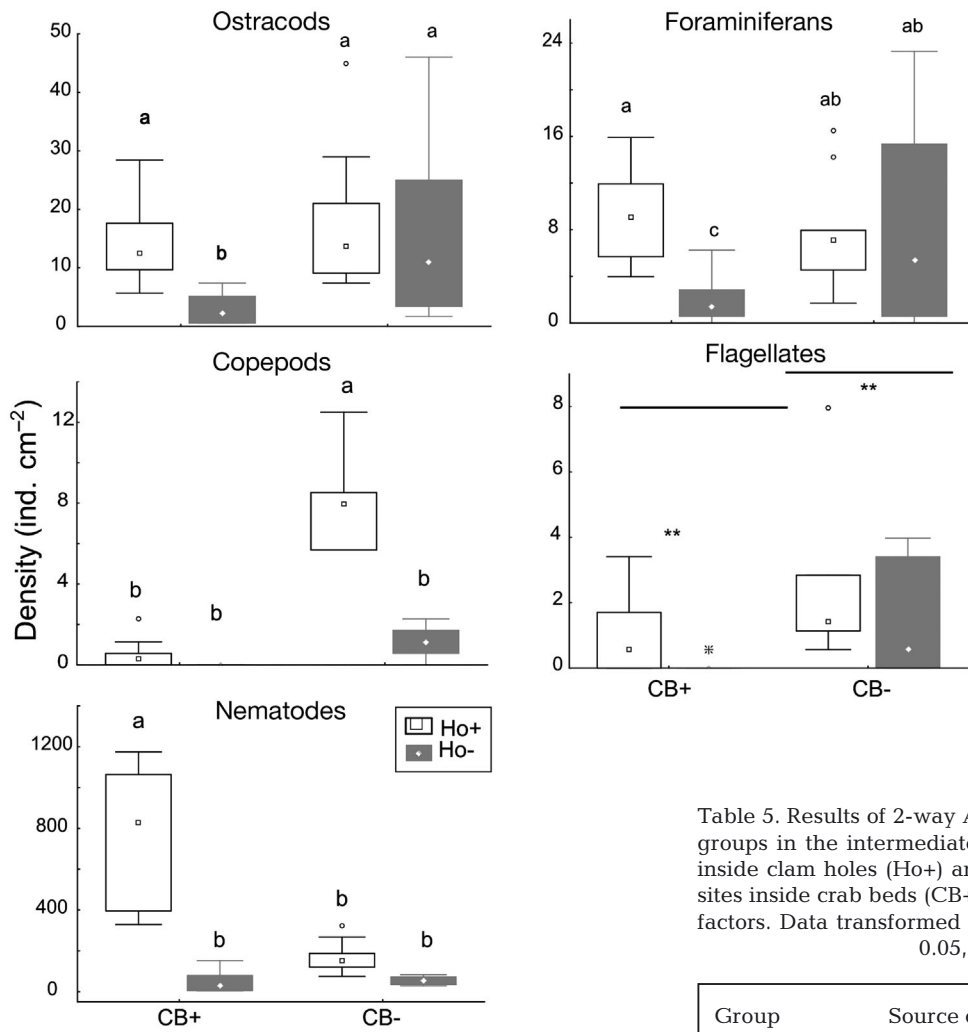 Ostracods
50
40
30
20
10
0
a
b
a
a
Foraminiferans
24
16
8
0
a
c
ab
ab
Copepods
12
8
4
0
b
b
a
b
Flagellates
8
6
4
2
0
**
**
CB+
CB-
Density (ind. cm⁻²)
Nematodes
1200
800
400
0
a
b
b
b
Ho+
Ho-
CB+
CB-
Table 5. Results of 2-way A
groups in the intermediat
inside clam holes (Ho+) a
sites inside crab beds (CB+
factors. Data transformed
0.05,
Group Source o